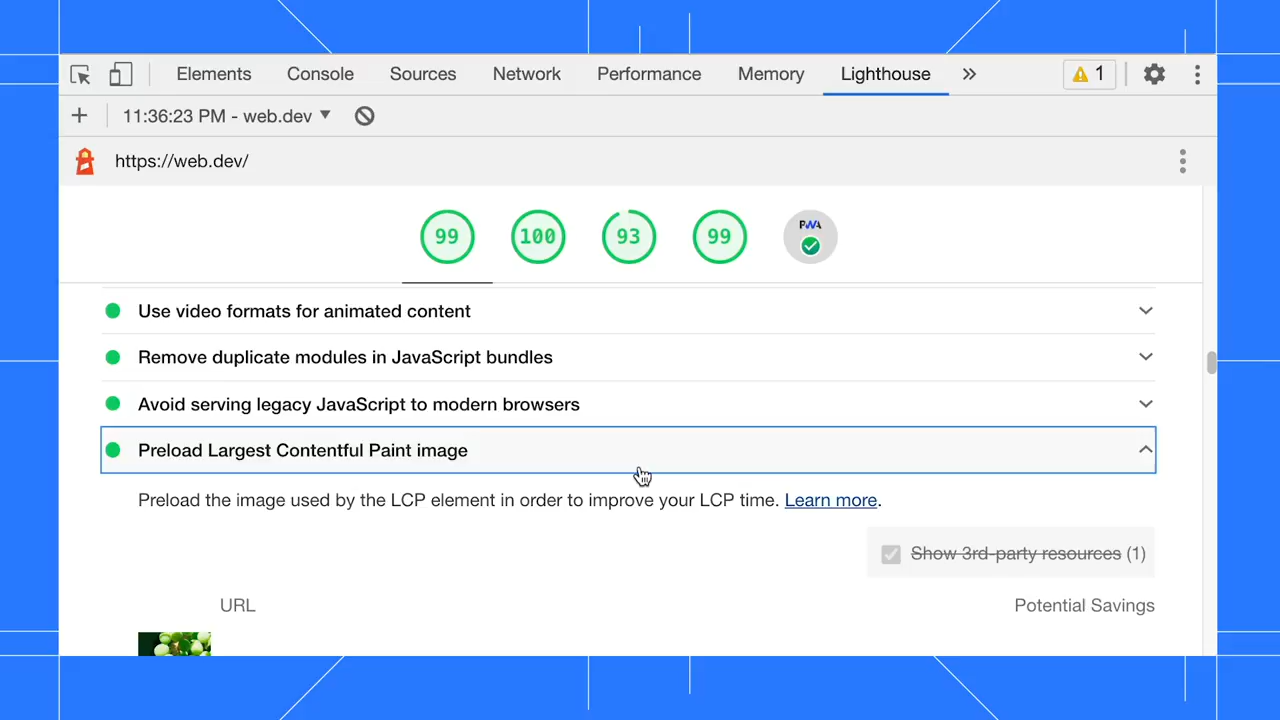 Elements Console Sources Network Performance Memory Lighthouse » 1
+ 11:36:23 PM - web.dev ▼
https://web.dev/
99 100 93 99 PWA
Use video formats for animated content
Remove duplicate modules in JavaScript bundles
Avoid serving legacy JavaScript to modern browsers
Preload Largest Contentful Paint image
Preload the image used by the LCP element in order to improve your LCP time. Learn more.
Show 3rd-party resources (1)
URL Potential Savings